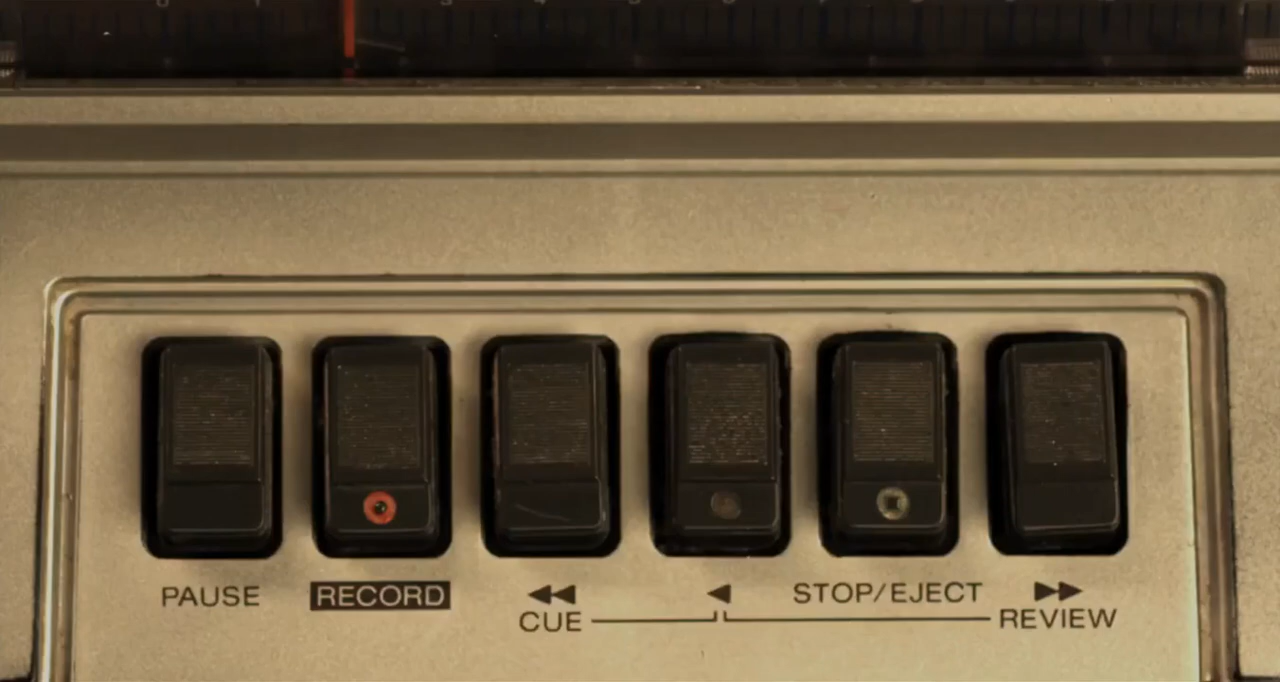 PAUSE RECORD ◀◀ ◀ STOP/EJECT ▶▶
CUE REVIEW